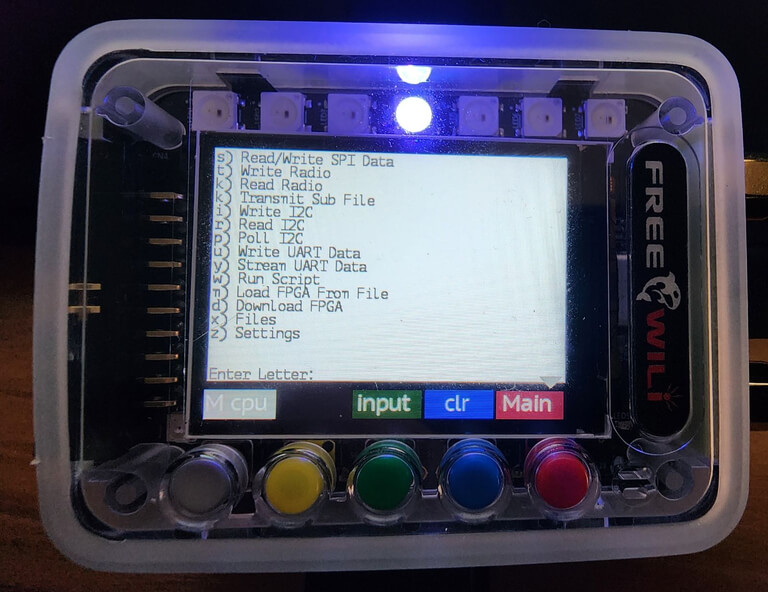 s) Read/Write SPI Data
t) Write Radio
k) Read Radio
k) Transmit Sub File
i) Write I2C
r) Read I2C
p) Poll I2C
u) Write UART Data
y) Stream UART Data
w) Run Script
m) Load FPGA From File
d) Download FPGA
x) Files
z) Settings
Enter Letter:
M cpu input clr Main
FREE WILi